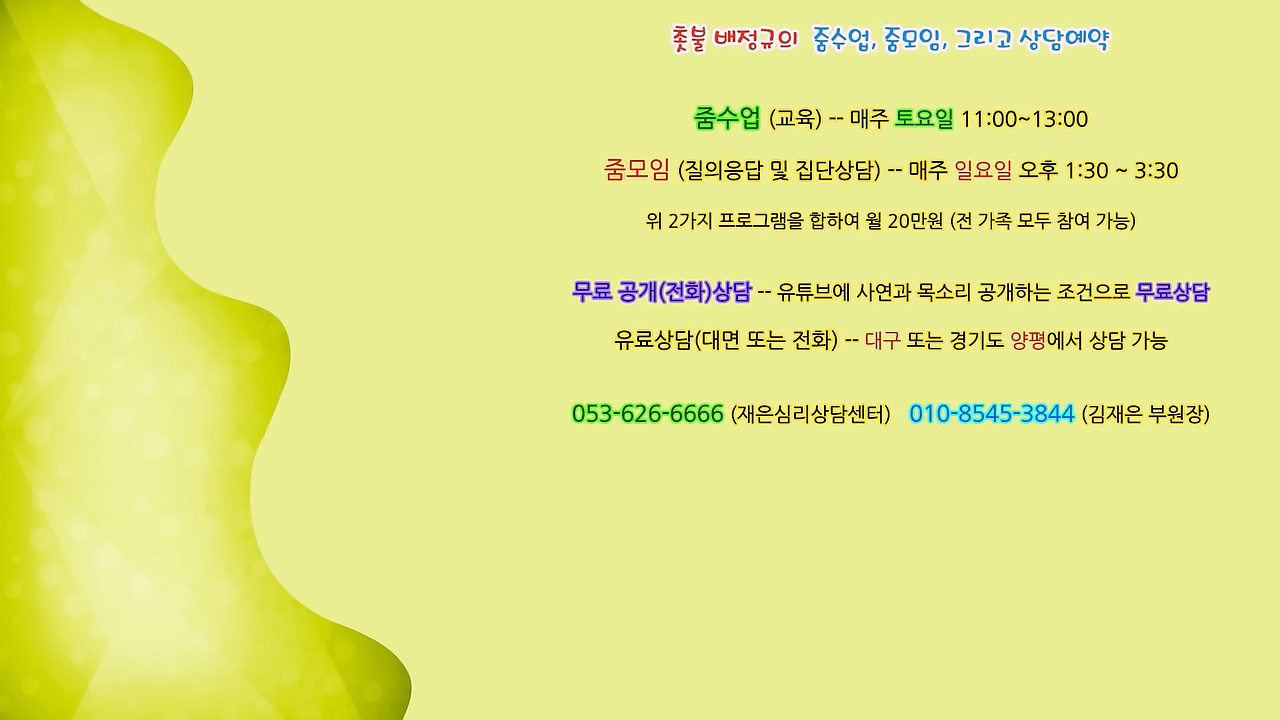 촛불 배정규의 줌수업, 줌모임, 그리고 상담예약
줌수업 (교육) -- 매주 토요일 11:00~13:00
줌모임 (질의응답 및 집단상담) -- 매주 일요일 오후 1:30 ~ 3:30
위 2가지 프로그램을 합하여 월 20만원 (전 가족 모두 참여 가능)
무료 공개(전화)상담 -- 유튜브에 사연과 목소리 공개하는 조건으로 무료상담
유료상담(대면 또는 전화) -- 대구 또는 경기도 양평에서 상담 가능
053-626-6666 (재은심리상담센터) 010-8545-3844 (김재은 부원장)